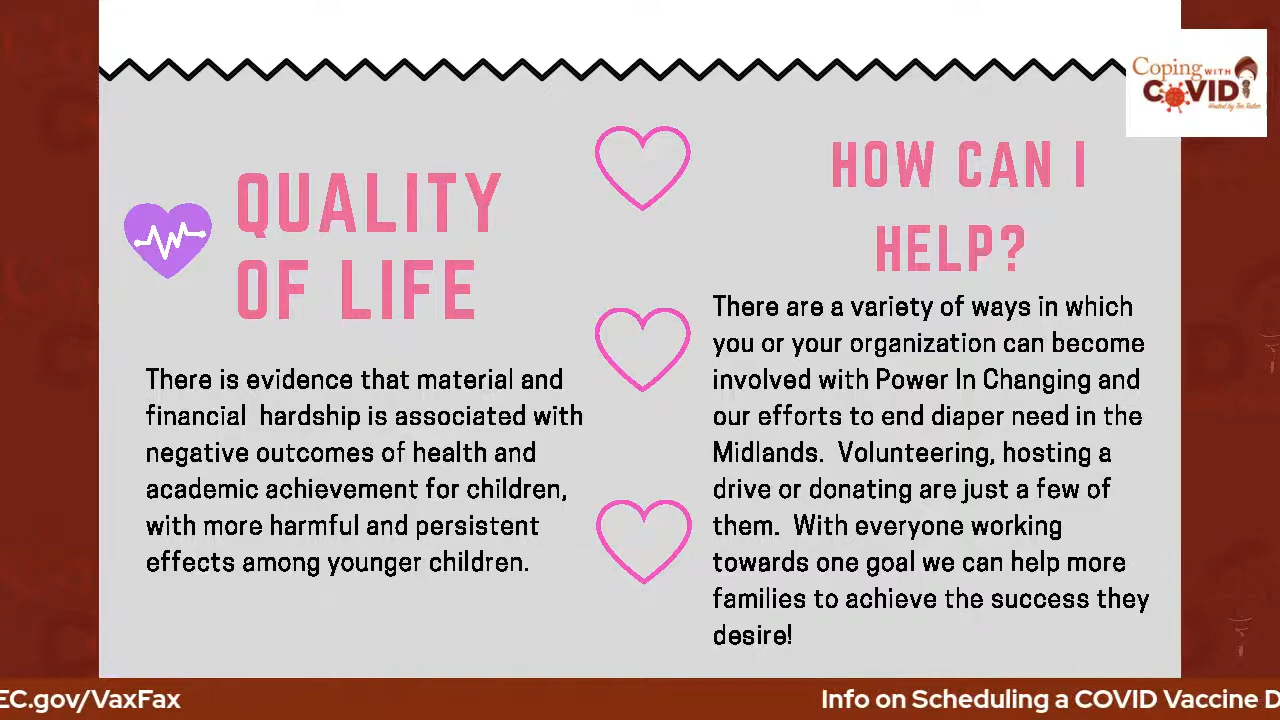 Coping WITH
COVID
Hosted by
QUALITY
OF LIFE
There is evidence that material and
financial  hardship is associated with
negative outcomes of health and
academic achievement for children,
with more harmful and persistent
effects among younger children.
HOW CAN I
HELP?
There are a variety of ways in which
you or your organization can become
involved with Power In Changing and
our efforts to end diaper need in the
Midlands.  Volunteering, hosting a
drive or donating are just a few of
them.  With everyone working
towards one goal we can help more
families to achieve the success they
desire!
EC.gov/VaxFax
Info on Scheduling a COVID Vaccine D